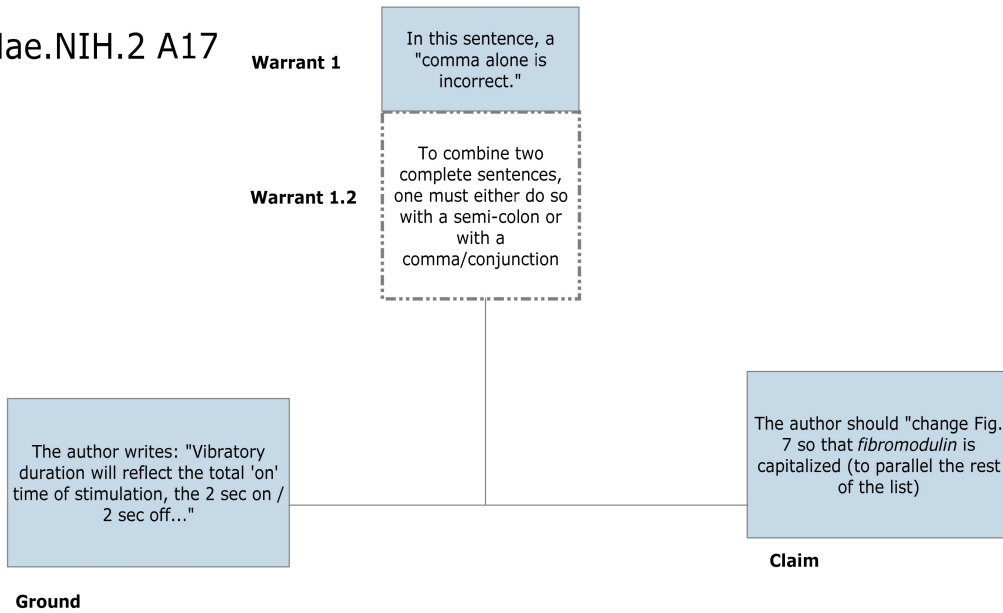 Mae.NIH.2 A17
Warrant 1
In this sentence, a
"comma alone is
incorrect."
Warrant 1.2
To combine two
complete sentences,
one must either do so
with a semi-colon or
with a
comma/conjunction
The author writes: "Vibratory
duration will reflect the total 'on'
time of stimulation, the 2 sec on /
2 sec off..."
Ground
The author should "change Fig.
7 so that fibromodulin is
capitalized (to parallel the rest
of the list)
Claim